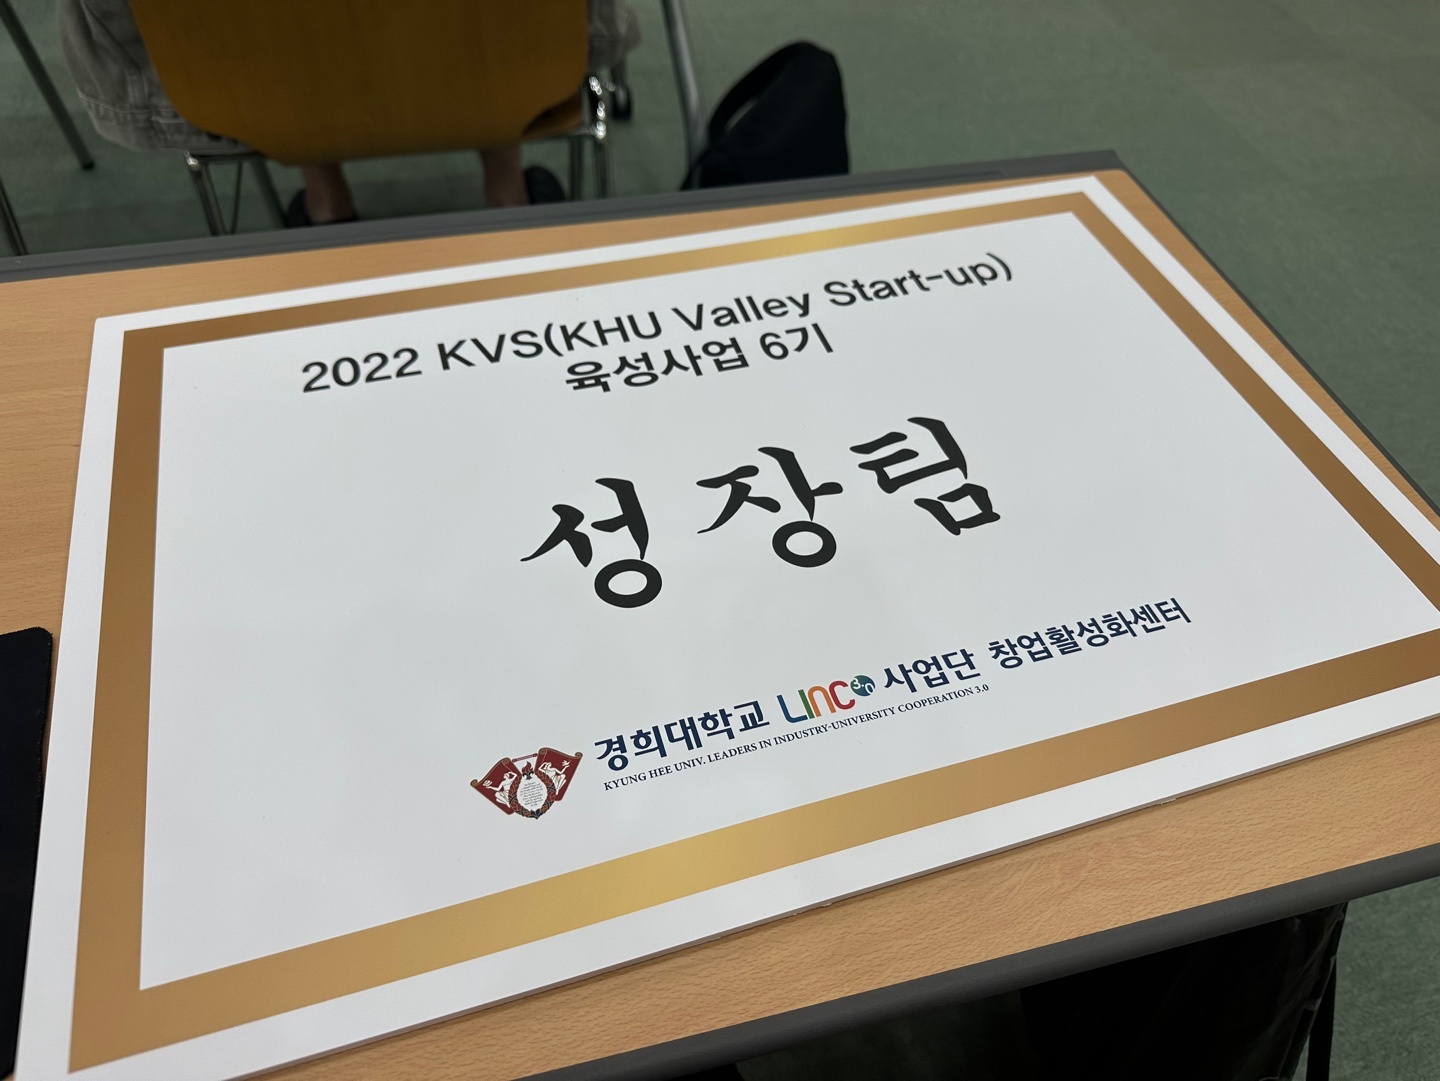 2022 KVS(KHU Valley Start-up)
육성사업 6기
성장팀
경희대학교 LINC 3.0 사업단 창업활성화센터
KYUNG HEE UNIV. LEADERS IN INDUSTRY-UNIVERSITY COOPERATION 3.0